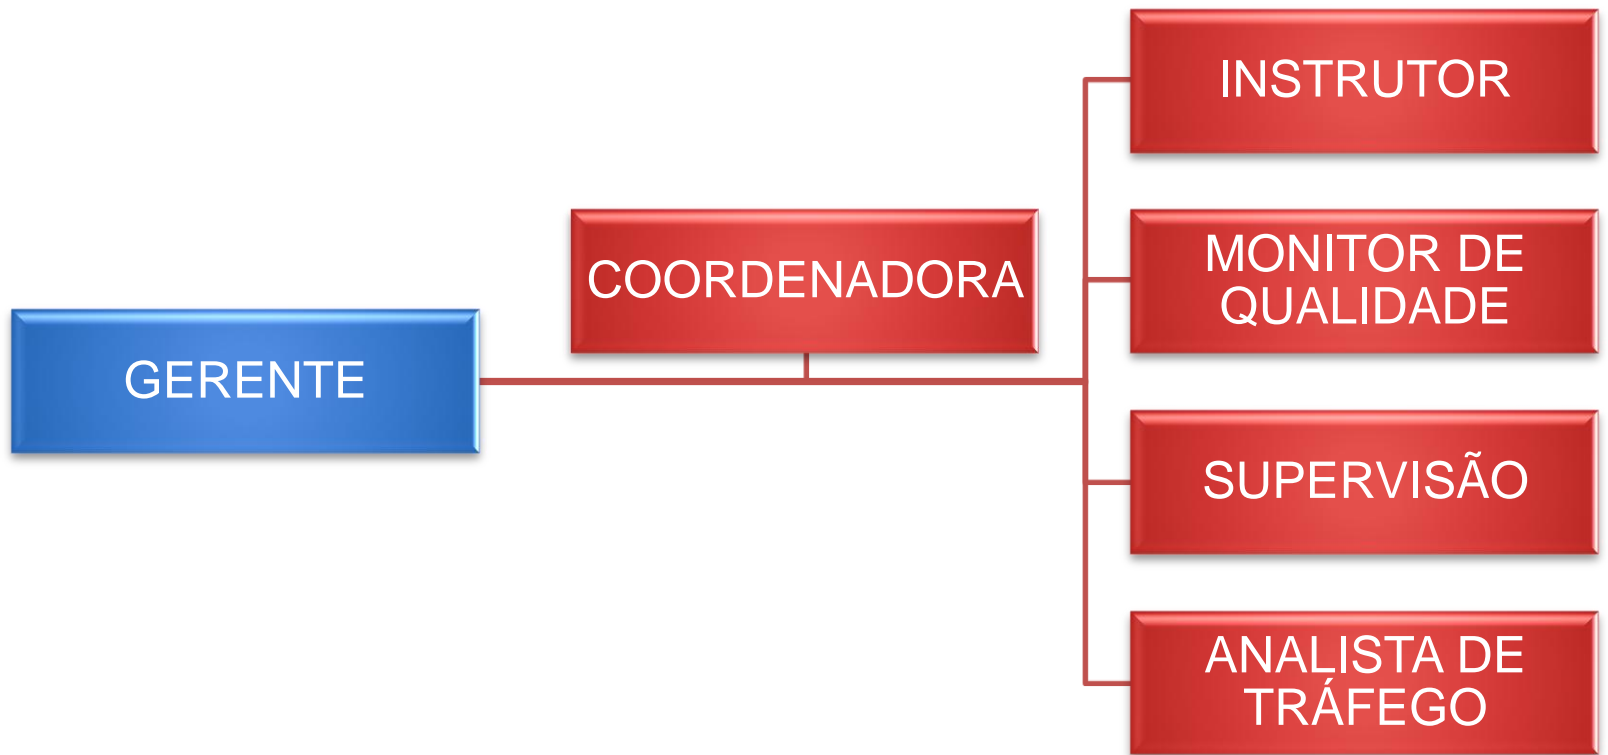 GERENTE
COORDENADORA
INSTRUTOR
MONITOR DE
QUALIDADE
SUPERVISÃO
ANALISTA DE
TRÁFEGO